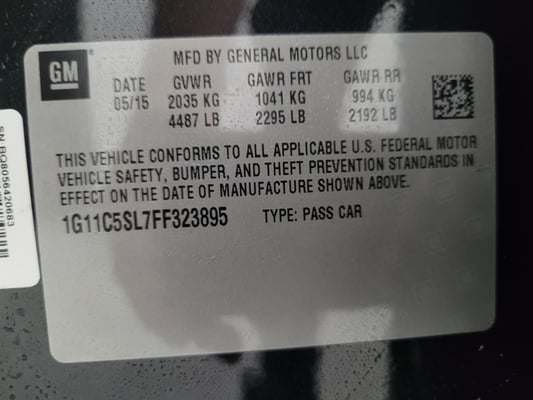 GM ®
MFD BY GENERAL MOTORS LLC
DATE GVWR GAWR FRT GAWR RR
05/15 2035 KG 1041 KG 994 KG
4487 LB 2295 LB 2192 LB
THIS VEHICLE CONFORMS TO ALL APPLICABLE U.S. FEDERAL MOTOR
VEHICLE SAFETY, BUMPER, AND THEFT PREVENTION STANDARDS IN
EFFECT ON THE DATE OF MANUFACTURE SHOWN ABOVE.
1G11C5SL7FF323895 TYPE: PASS CAR
SN BQ8056420683